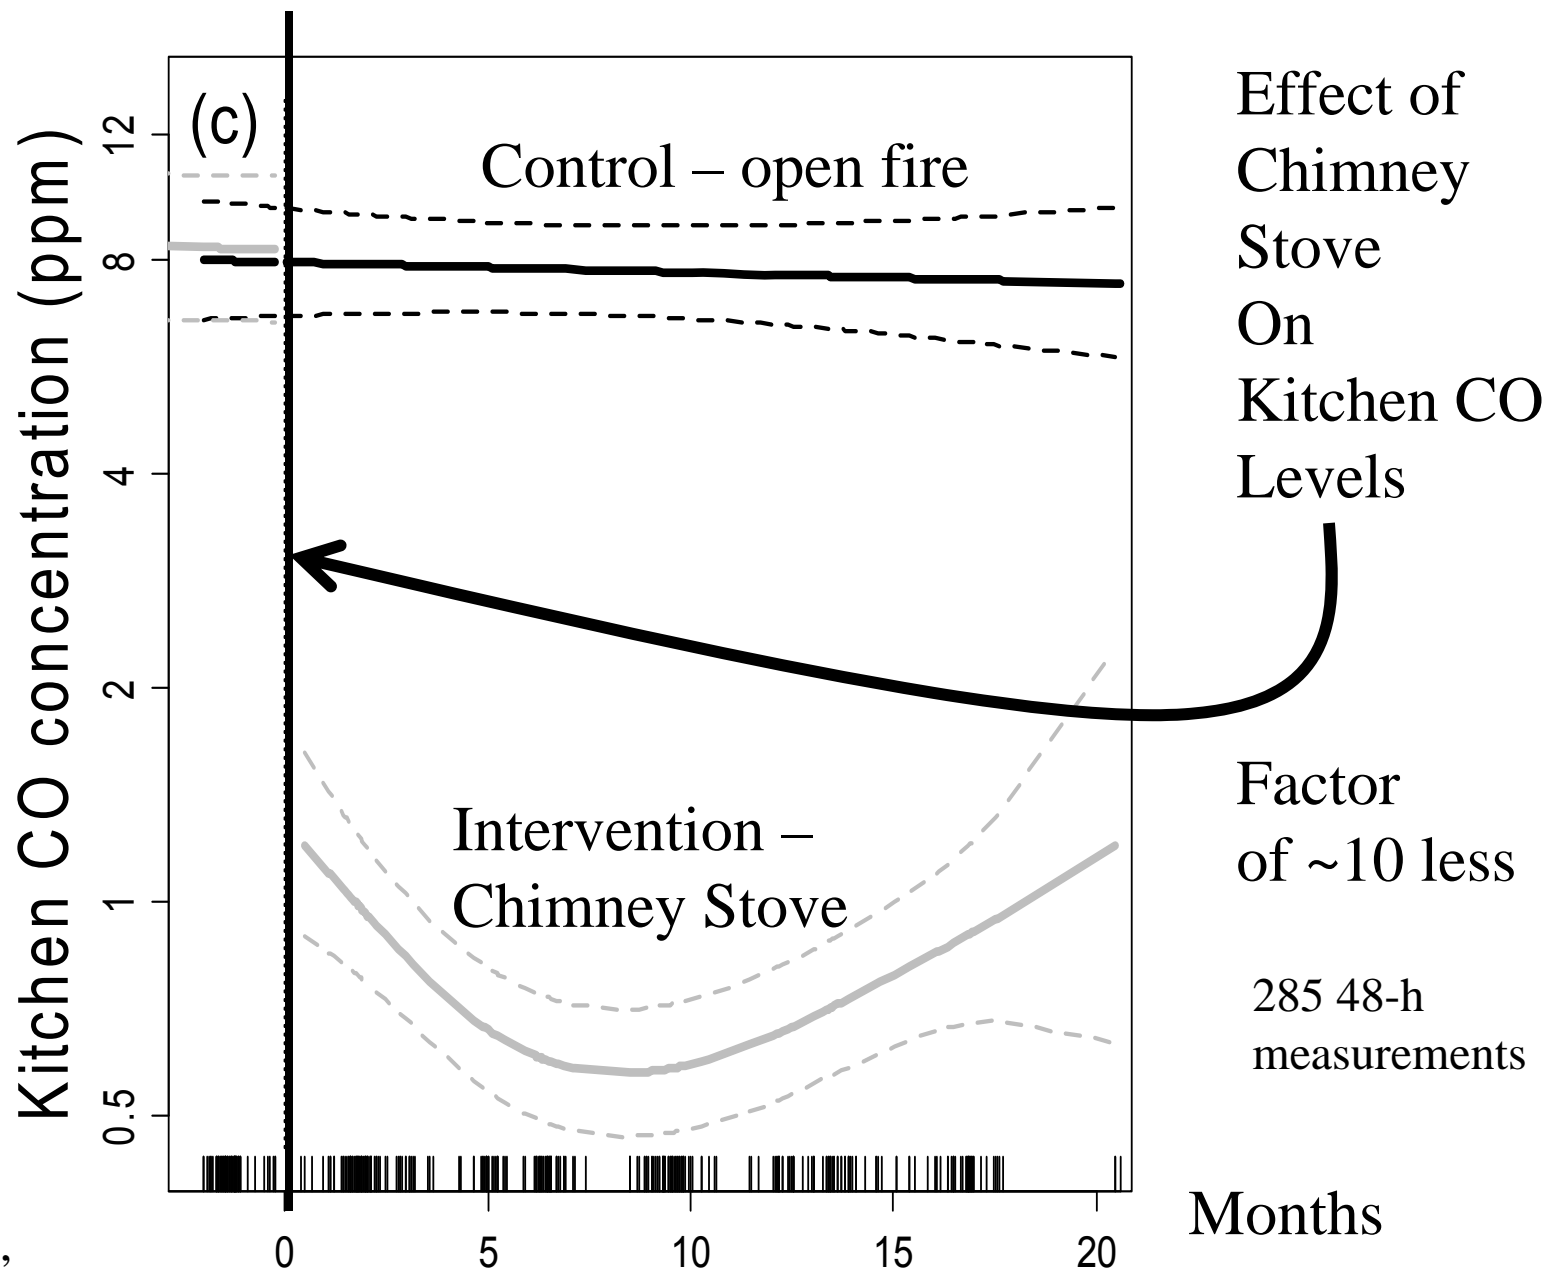 (c)
Control – open fire
Intervention –
Chimney Stove
Kitchen CO concentration (ppm)
12
8
4
2
1
0.5
0
5
10
15
20
Months
Effect of
Chimney
Stove
On
Kitchen CO
Levels
Factor
of ~10 less
285 48-h
measurements
,